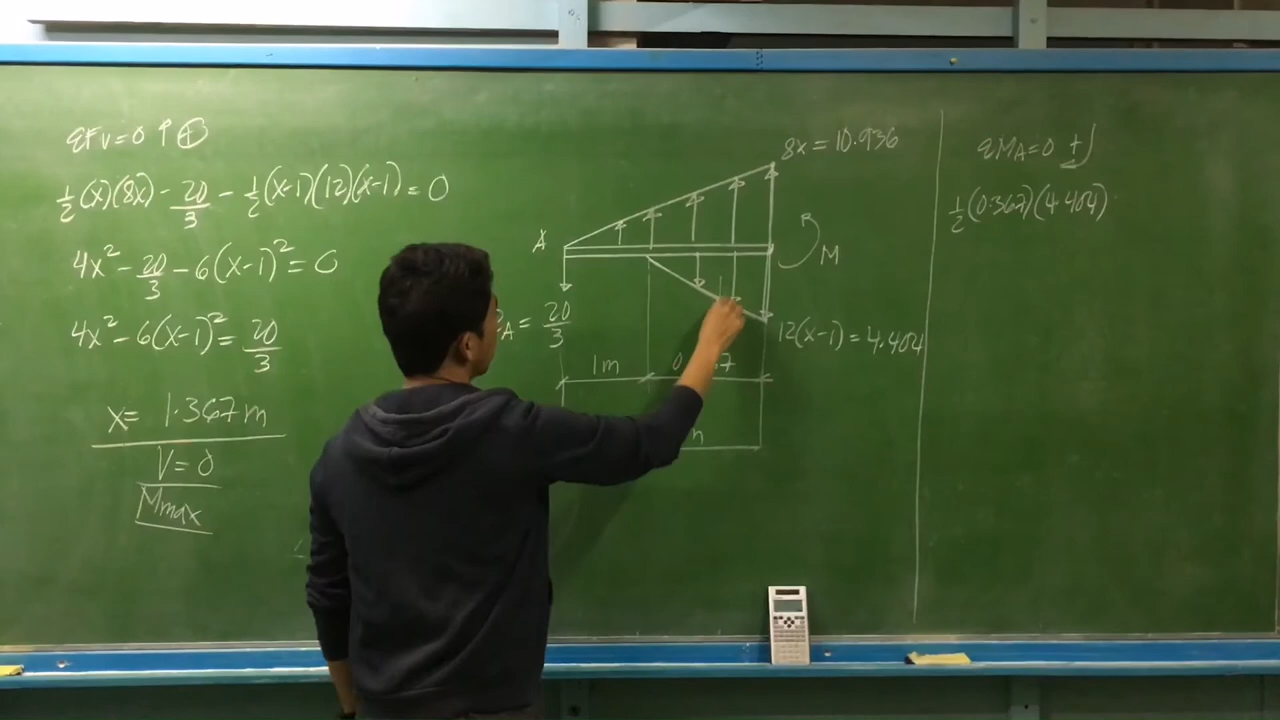 ΣFv=0 ↑⊕
½(x)(8x) - 20/3 - ½(x-1)(12)(x-1) = 0
4x² - 20/3 - 6(x-1)² = 0
4x² - 6(x-1)² = 20/3
x = 1.367 m
V = 0
Mmax
8x = 10.936
A
M
A = 20/3
12(x-1) = 4.404
1m
ΣMA=0 +
½(0.367)(4.404)